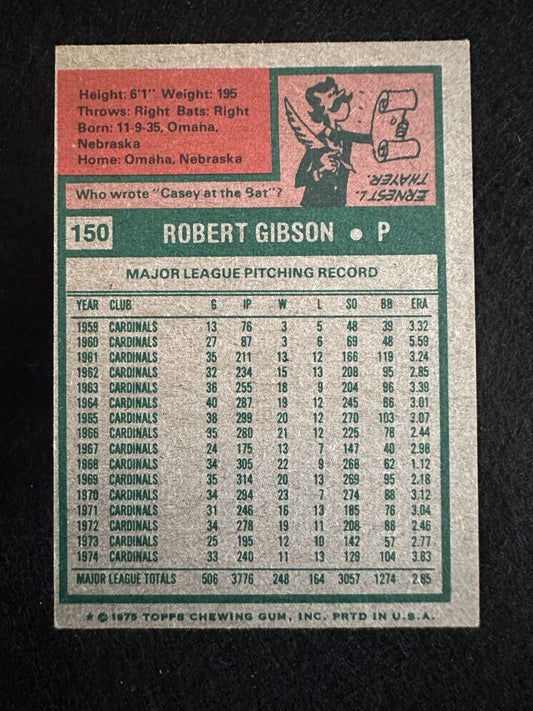 Height: 6'1" Weight: 195
Throws: Right Bats: Right
Born: 11-9-35, Omaha,
Nebraska
Home: Omaha, Nebraska
Who wrote "Casey at the Bat"?
ERNEST L.
THAYER.
150 ROBERT GIBSON • P
MAJOR LEAGUE PITCHING RECORD
YEAR CLUB G IP W L SO BB ERA
1959 CARDINALS 13 76 3 5 48 39 3.32
1960 CARDINALS 27 87 3 6 69 48 5.59
1961 CARDINALS 35 211 13 12 166 119 3.24
1962 CARDINALS 32 234 15 13 208 95 2.85
1963 CARDINALS 36 255 18 9 204 96 3.39
1964 CARDINALS 40 287 19 12 245 86 3.01
1965 CARDINALS 38 299 20 12 270 103 3.07
1966 CARDINALS 35 280 21 12 225 78 2.44
1967 CARDINALS 24 175 13 7 147 40 2.98
1968 CARDINALS 34 305 22 9 268 62 1.12
1969 CARDINALS 35 314 20 13 269 95 2.18
1970 CARDINALS 34 294 23 7 274 88 3.12
1971 CARDINALS 31 246 16 13 185 76 3.04
1972 CARDINALS 34 278 19 11 208 88 2.46
1973 CARDINALS 25 195 12 10 142 57 2.77
1974 CARDINALS 33 240 11 13 129 104 3.83
MAJOR LEAGUE TOTALS 506 3776 248 164 3057 1274 2.85
* © 1975 TOPPS CHEWING GUM, INC. PRTD IN U.S.A.